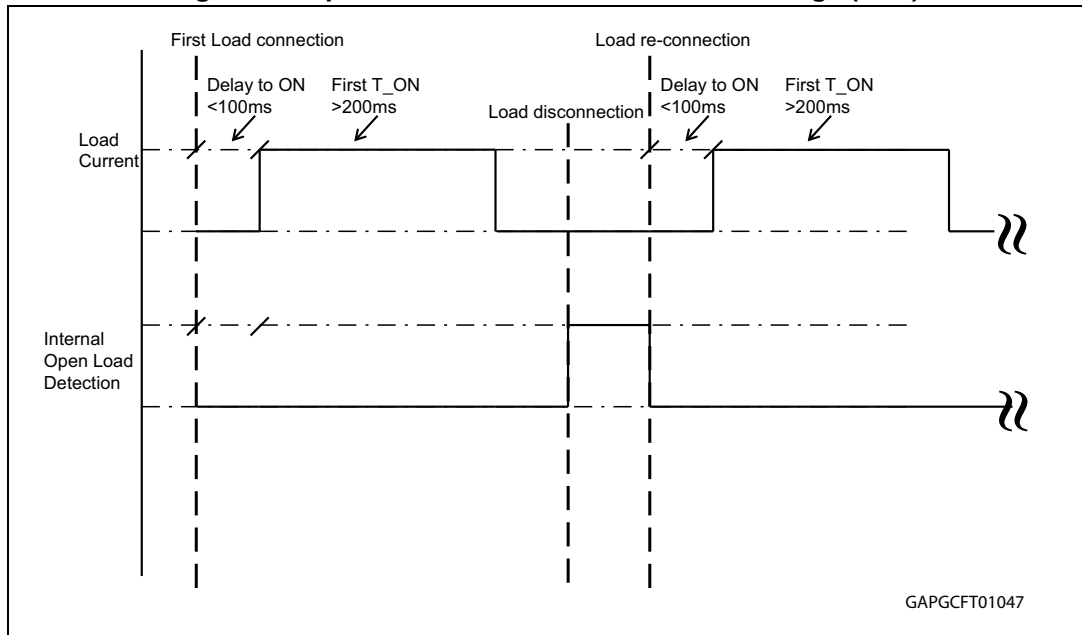 First Load connection
Load re-connection
Delay to ON
<100ms
First T_ON
>200ms
Load disconnection
Delay to ON
<100ms
First T_ON
>200ms
Load
Current
Internal
Open Load
Detection
GAPGCFT01047